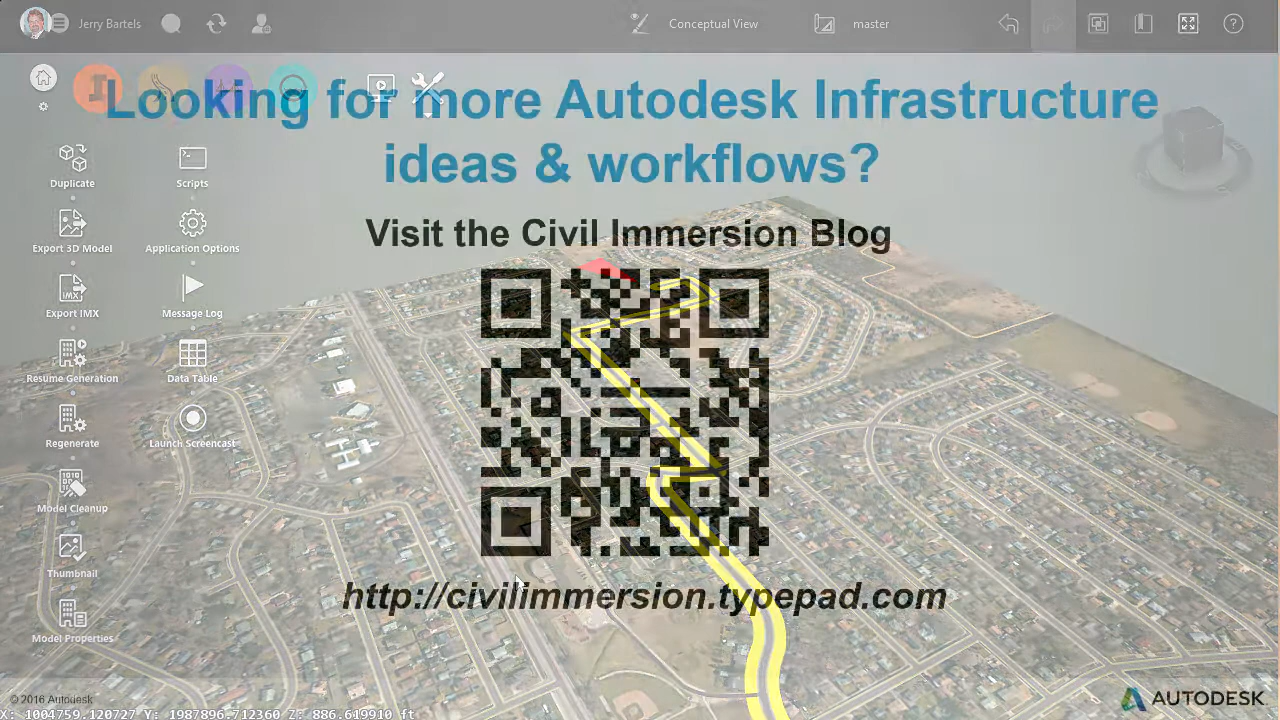 Jerry Bartels
Conceptual View
master
Looking for more Autodesk Infrastructure
ideas & workflows?
Visit the Civil Immersion Blog
Duplicate
Scripts
Export 3D Model
Application Options
IMX
Export IMX
Message Log
Resume Generation
Data Table
Regenerate
Launch Screencast
Model Cleanup
Thumbnail
Model Properties
http://civilimmersion.typepad.com
© 2016 Autodesk
AUTODESK
X: 1004759.120727 Y: 1987896.712360 Z: 886.619910 ft